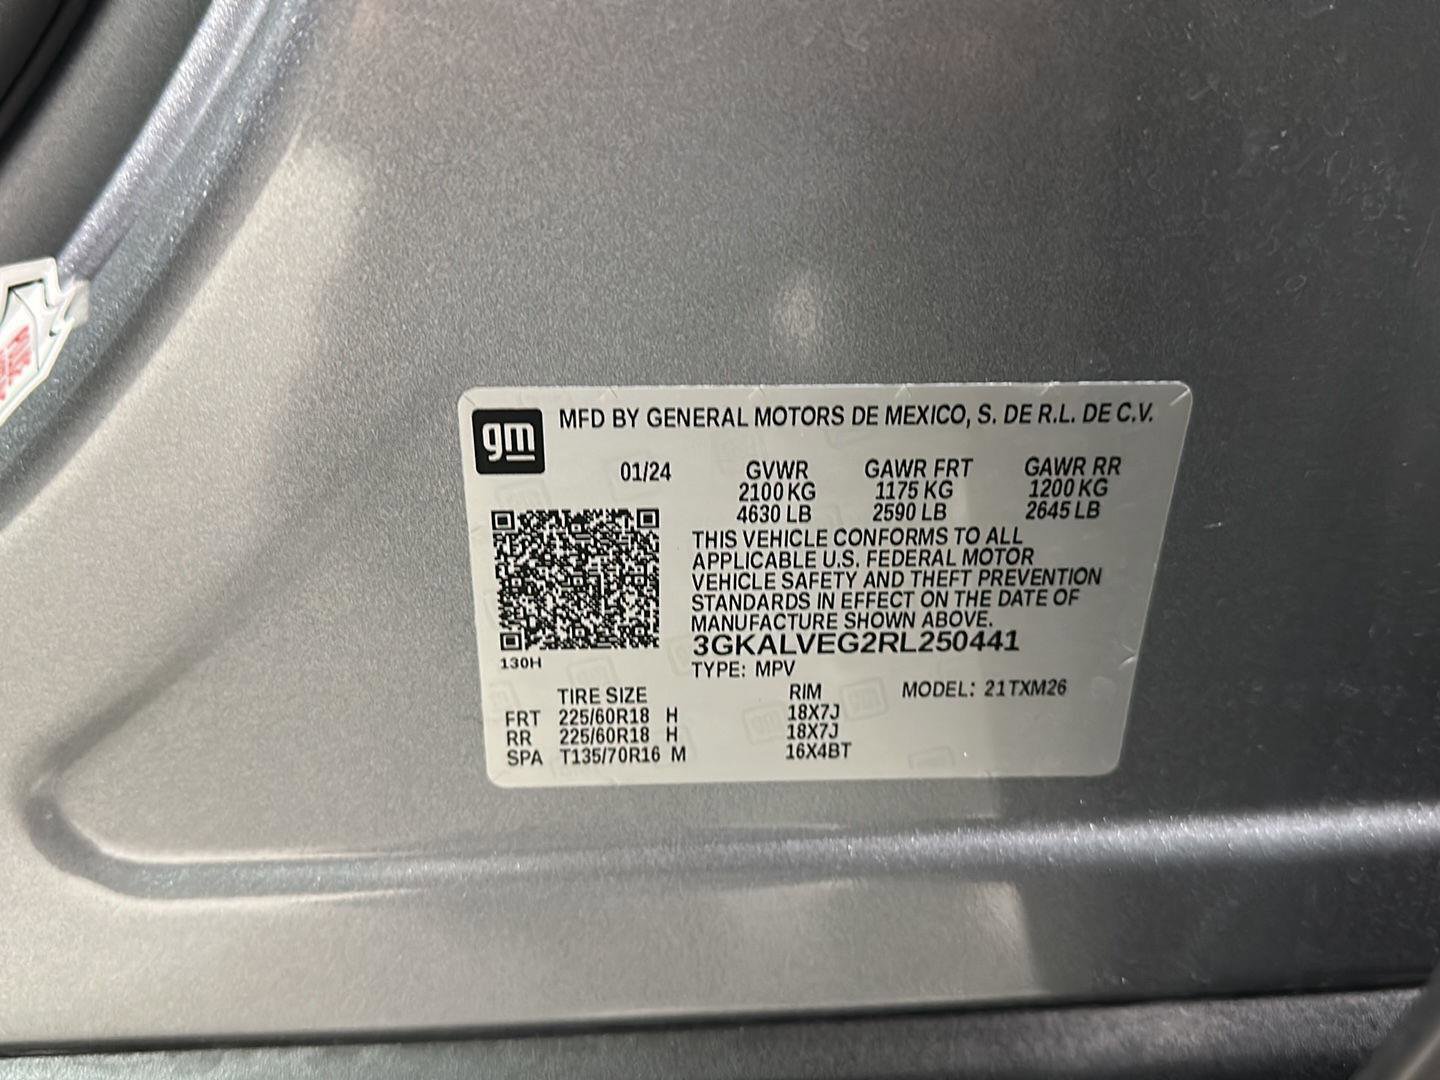 gm
MFD BY GENERAL MOTORS DE MEXICO, S. DE R.L. DE C.V.
01/24 GVWR GAWR FRT GAWR RR
2100 KG 1175 KG 1200 KG
4630 LB 2590 LB 2645 LB
THIS VEHICLE CONFORMS TO ALL
APPLICABLE U.S. FEDERAL MOTOR
VEHICLE SAFETY AND THEFT PREVENTION
STANDARDS IN EFFECT ON THE DATE OF
MANUFACTURE SHOWN ABOVE.
3GKALVEG2RL250441
130H
TYPE: MPV
TIRE SIZE RIM MODEL: 21TXM26
FRT 225/60R18 H 18X7J
RR 225/60R18 H 18X7J
SPA T135/70R16 M 16X4BT